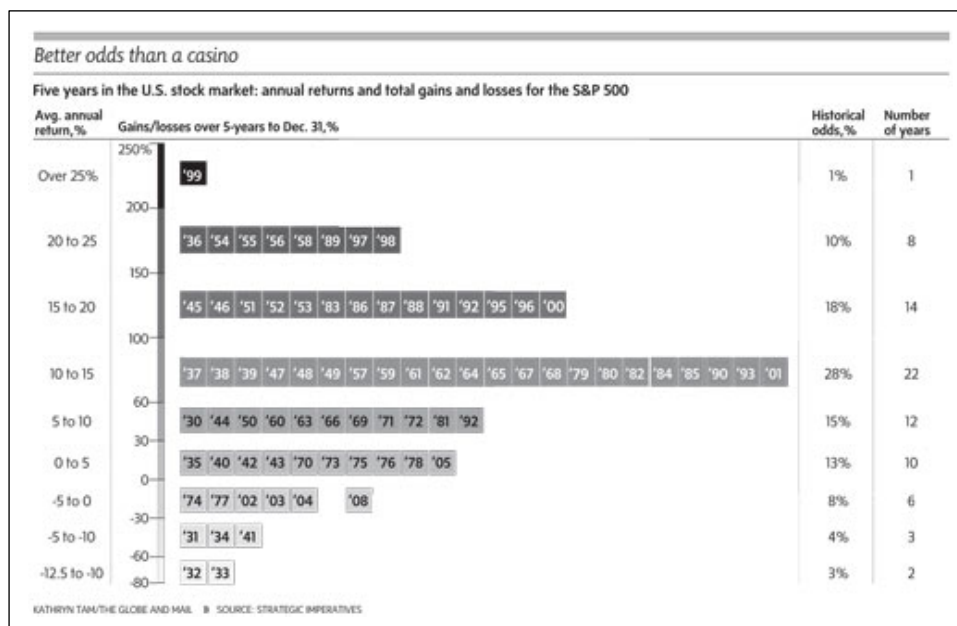 Better odds than a casino
Five years in the U.S. stock market: annual returns and total gains and losses for the S&P 500
Avg. annual return, % Gains/losses over 5-years to Dec. 31, % Historical odds, % Number of years
250%
Over 25% '99 1% 1
200
20 to 25 '36 '54 '55 '56 '58 '89 '97 '98 10% 8
150
15 to 20 '45 '46 '51 '52 '53 '83 '86 '87 '88 '91 '92 '95 '96 '00 18% 14
100
10 to 15 '37 '38 '39 '47 '48 '49 '57 '59 '61 '62 '64 '65 '67 '68 '79 '80 '82 '84 '85 '90 '93 '01 28% 22
60
5 to 10 '30 '44 '50 '60 '63 '66 '69 '71 '72 '81 '92 15% 12
30
0 to 5 '35 '40 '42 '43 '70 '73 '75 '76 '78 '05 13% 10
0
-5 to 0 '74 '77 '02 '03 '04 '08 8% 6
-30
-5 to -10 '31 '34 '41 4% 3
-60
-12.5 to -10 '32 '33 3% 2
-80
KATHRYN TAM/THE GLOBE AND MAIL SOURCE: STRATEGIC IMPERATIVES